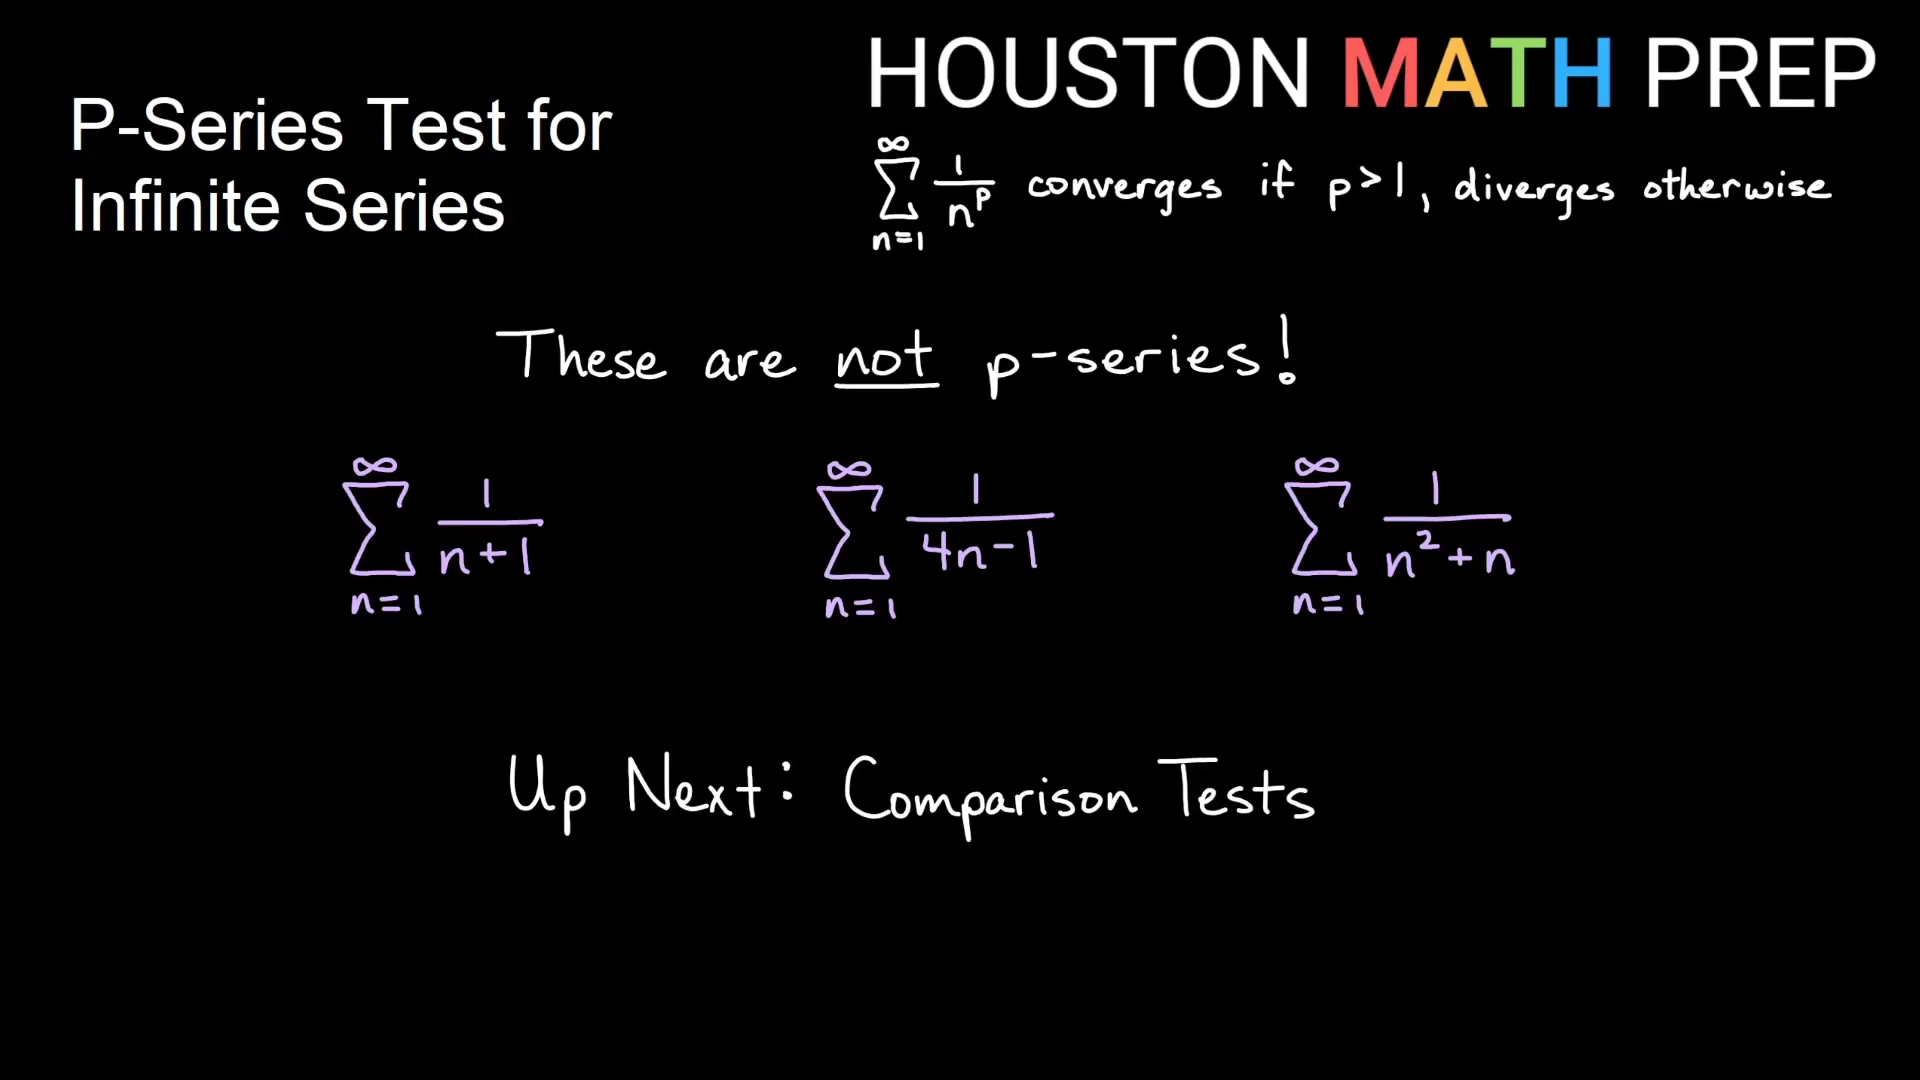 HOUSTON MATH PREP
P-Series Test for
Infinite Series
∞
∑ 1/n^p converges if p>1, diverges otherwise
n=1
These are not p-series!
∞ ∞ ∞
∑ 1/(n+1) ∑ 1/(4n-1) ∑ 1/(n²+n)
n=1 n=1 n=1
Up Next: Comparison Tests